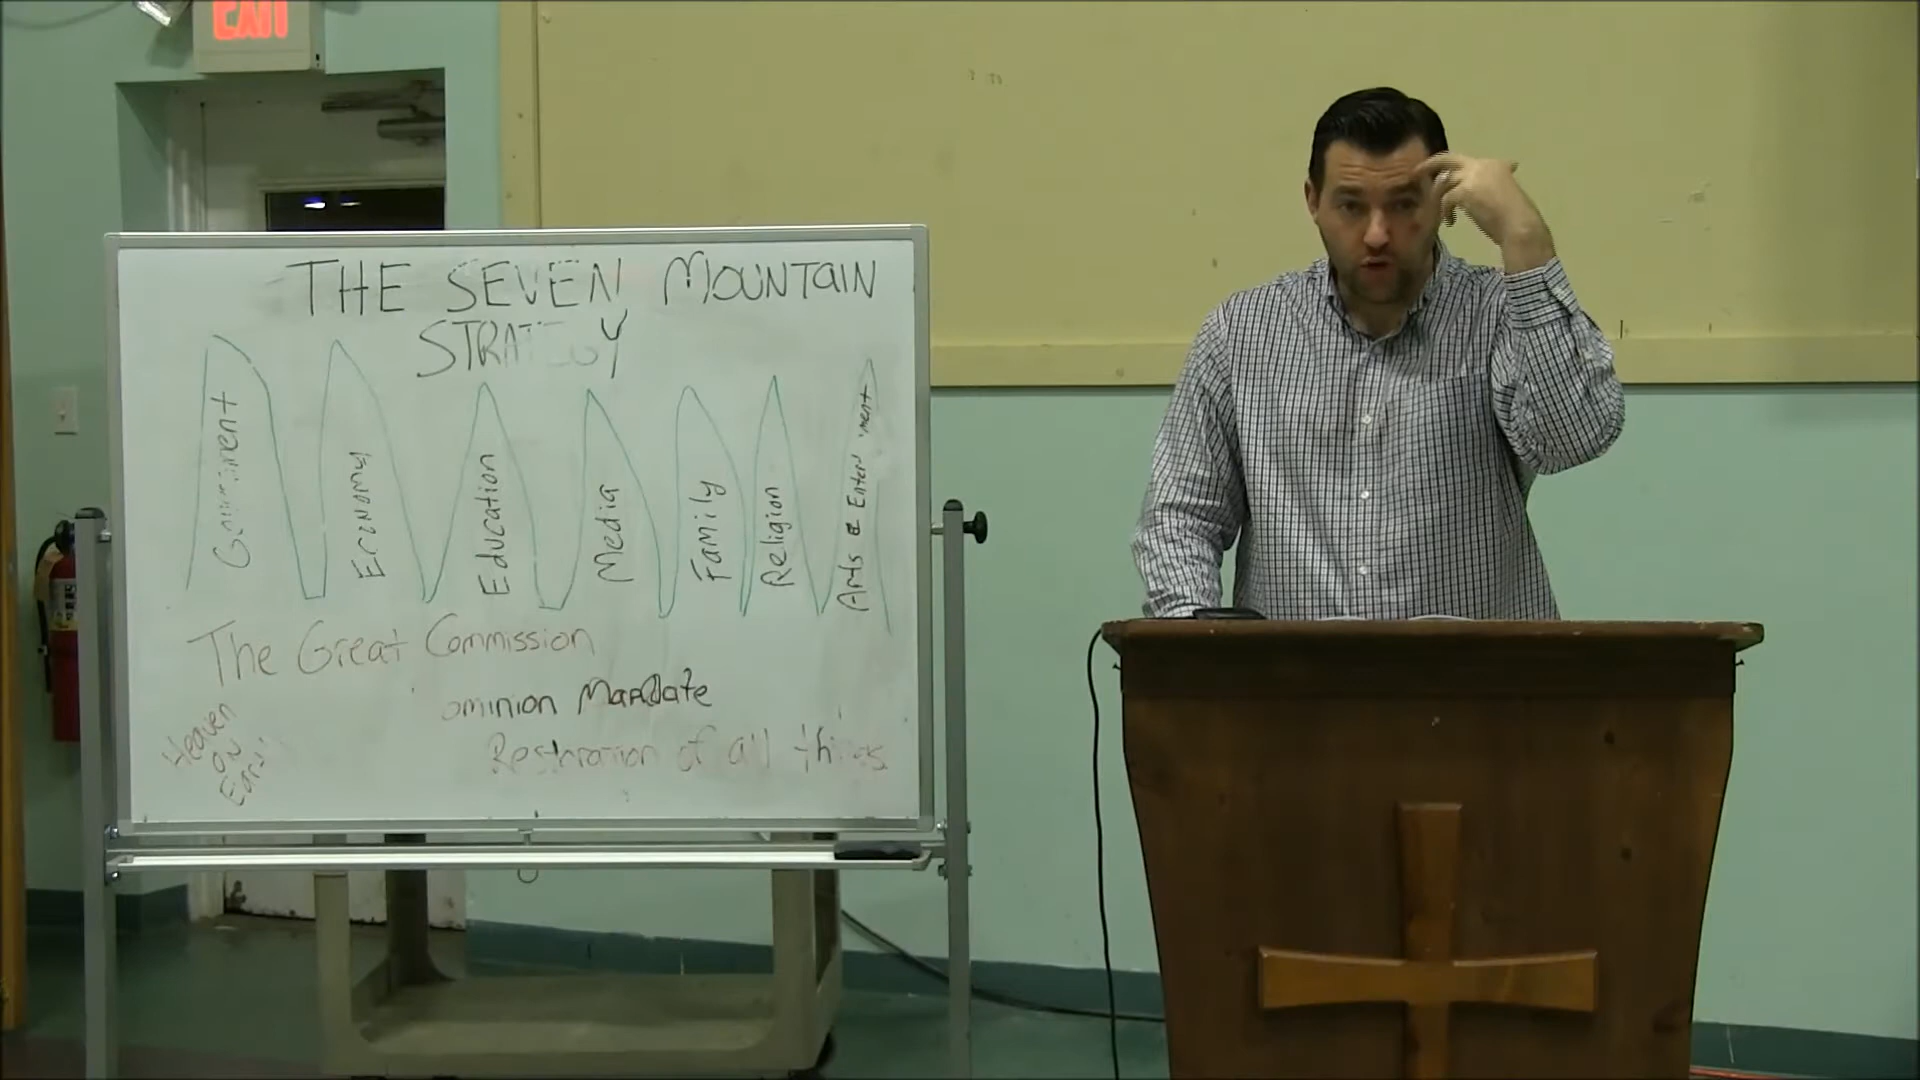 EXIT
THE SEVEN MOUNTAIN
STRATEGY
Government
Economy
Education
Media
Family
Religion
Arts & Entertainment
The Great Commission
ominion Mandate
Restoration of all things
Heaven
on
Earth